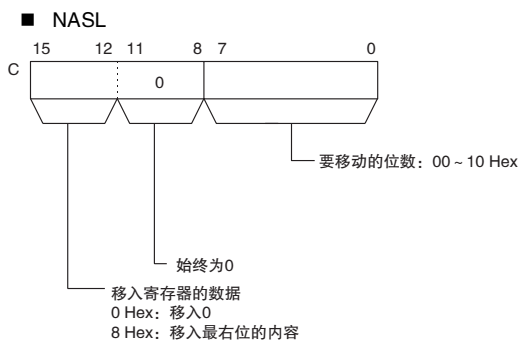 ■ NASL
15 12 11 8 7 0
C
0
要移动的位数：00 ~ 10 Hex
始终为0
移入寄存器的数据
0 Hex：移入0
8 Hex：移入最右位的内容